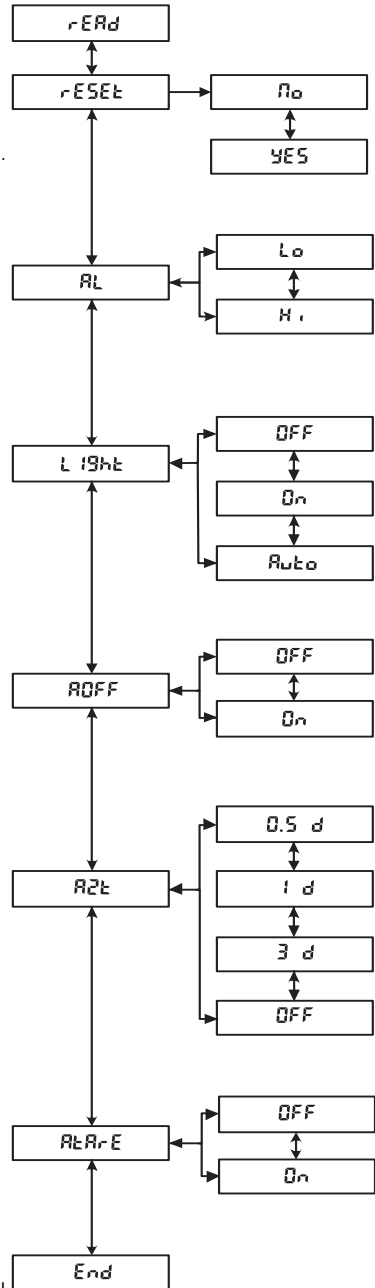 rEAd
rESEt
No
YES
AL
Lo
Hi
LIght
OFF
On
Auto
AOFF
OFF
On
AZt
0.5 d
1 d
3 d
OFF
AtArE
OFF
On
End